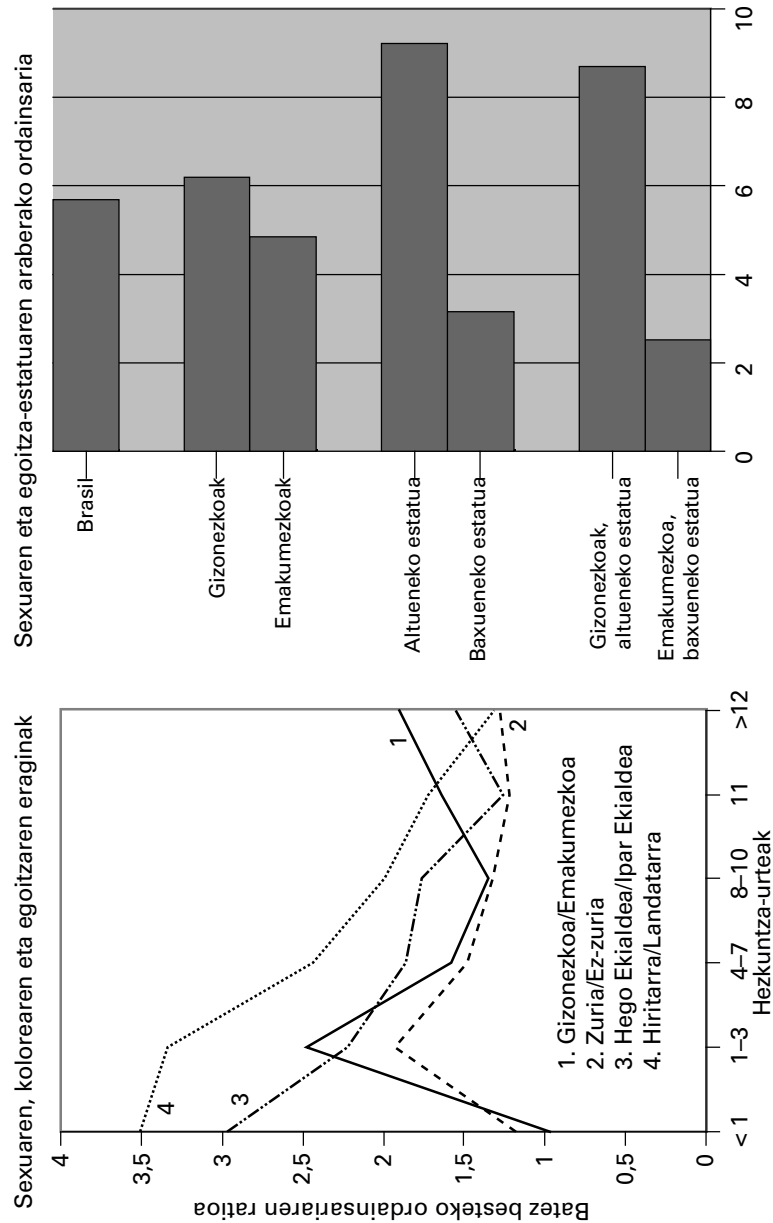 Sexuaren, kolorearen eta egoitzaren eraginak
Batez besteko ordainsariaren ratioa
4
3,5
3
2,5
2
1,5
1
0,5
0
4
3
1
2
1. Gizonezkoa/Emakumezkoa
2. Zuria/Ez-zuria
3. Hego Ekialdea/Ipar Ekialdea
4. Hiritarra/Landatarra
< 1
1–3
4–7
8–10
11
>12
Hezkuntza-urteak
Sexuaren eta egoitza-estatuaren araberako ordainsaria
Brasil
Gizonezkoak
Emakumezkoak
Altueneko estatua
Baxueneko estatua
Gizonezkoak,
altueneko estatua
Emakumezkoa,
baxueneko estatua
0
2
4
6
8
10